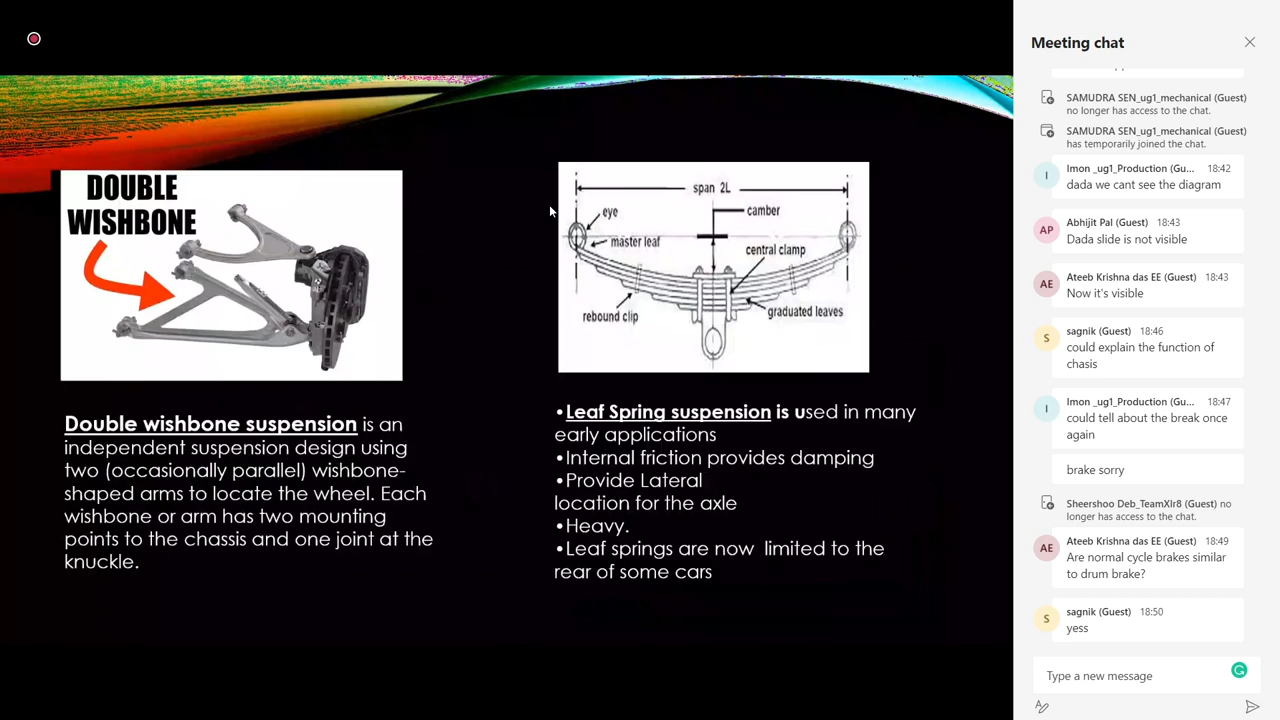 DOUBLE
WISHBONE
Double wishbone suspension is an
independent suspension design using
two (occasionally parallel) wishbone-
shaped arms to locate the wheel. Each
wishbone or arm has two mounting
points to the chassis and one joint at the
knuckle.
span 2L
eye
camber
master leaf
central clamp
rebound clip
graduated leaves
•Leaf Spring suspension is used in many
early applications
•Internal friction provides damping
•Provide Lateral
location for the axle
•Heavy.
•Leaf springs are now limited to the
rear of some cars
Meeting chat
SAMUDRA SEN_ug1_mechanical (Guest)
no longer has access to the chat.
SAMUDRA SEN_ug1_mechanical (Guest)
has temporarily joined the chat.
I
Imon _ug1_Production (Gu... 18:42
dada we cant see the diagram
AP
Abhijit Pal (Guest) 18:43
Dada slide is not visible
AE
Ateeb Krishna das EE (Guest) 18:43
Now it's visible
S
sagnik (Guest) 18:46
could explain the function of
chasis
I
Imon _ug1_Production (Gu... 18:47
could tell about the break once
again
brake sorry
Sheershoo Deb_TeamXlr8 (Guest) no
longer has access to the chat.
AE
Ateeb Krishna das EE (Guest) 18:49
Are normal cycle brakes similar
to drum brake?
S
sagnik (Guest) 18:50
yess
Type a new message